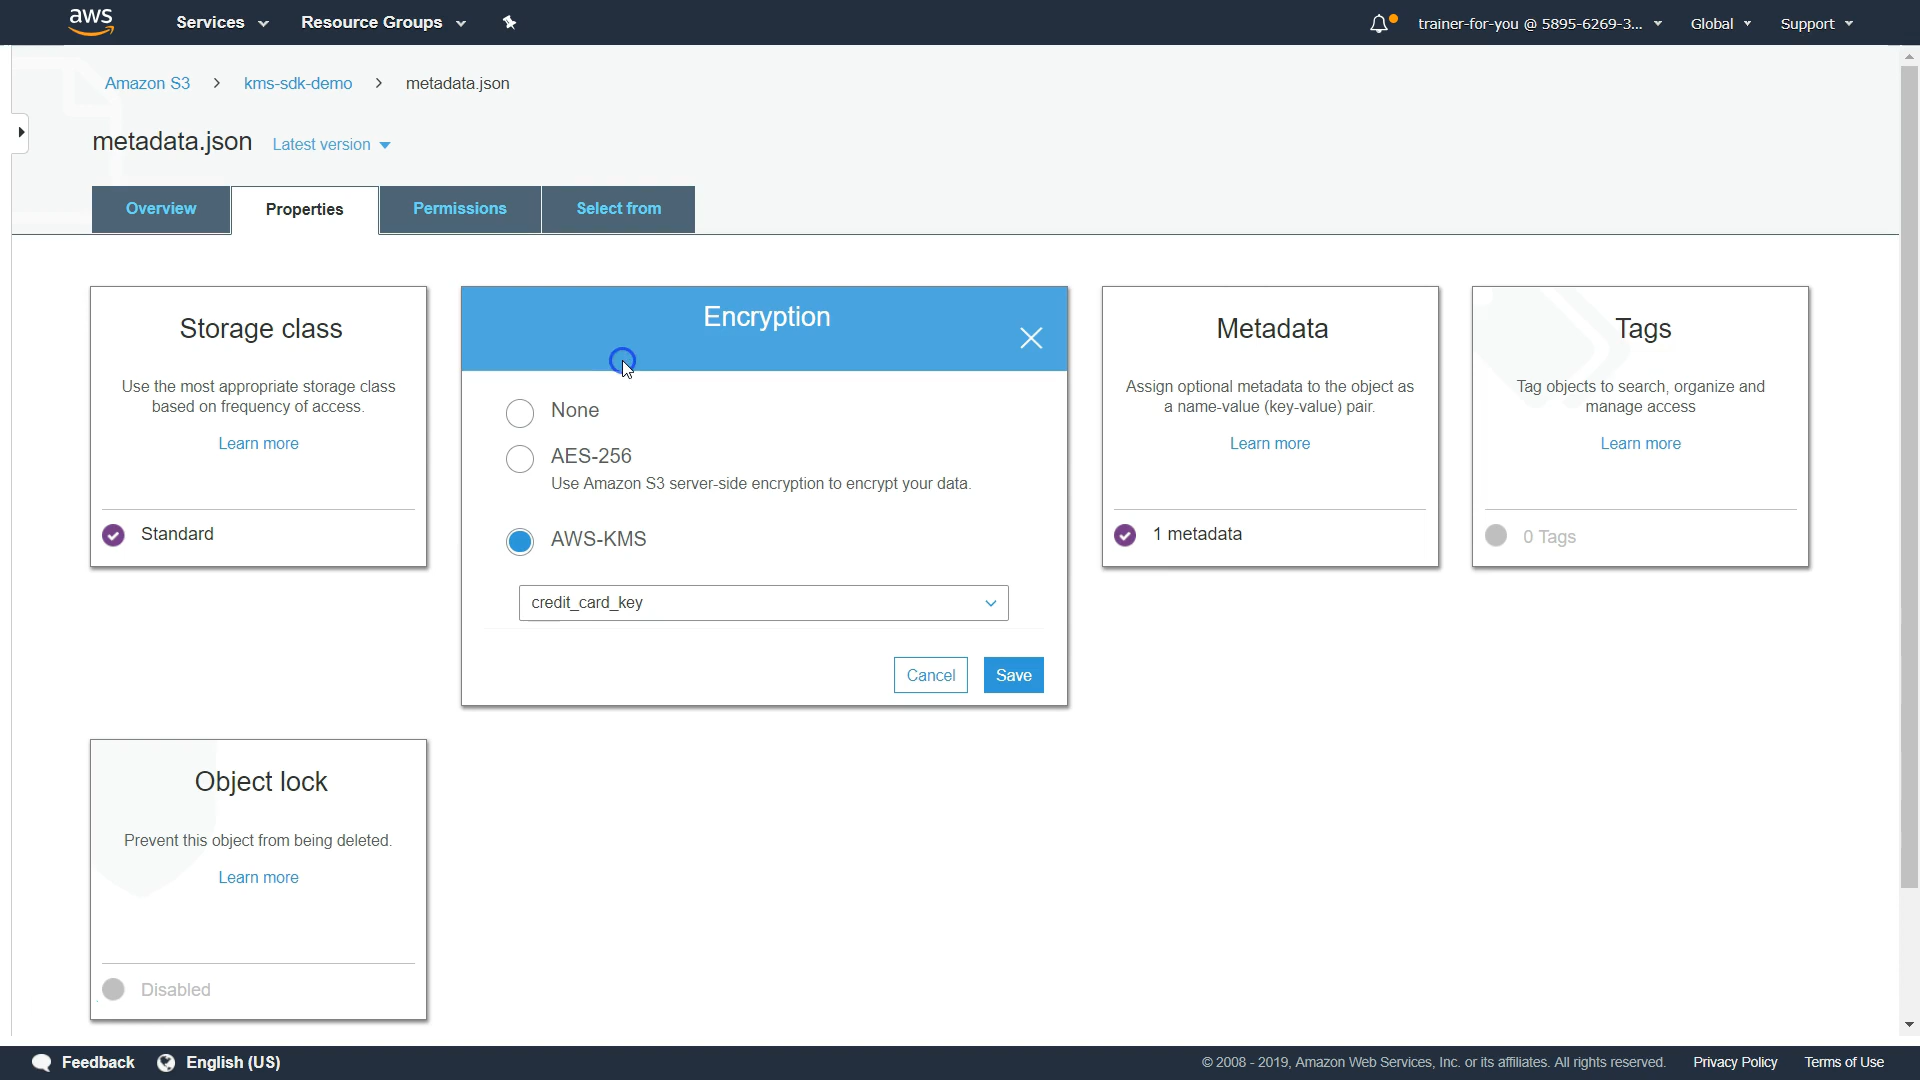 aws Services Resource Groups trainer-for-you @ 5895-6269-3... Global Support
Amazon S3 > kms-sdk-demo > metadata.json
metadata.json Latest version
Overview Properties Permissions Select from
Storage class
Use the most appropriate storage class
based on frequency of access.
Learn more
Standard
Encryption
None
AES-256
Use Amazon S3 server-side encryption to encrypt your data.
AWS-KMS
credit_card_key
Cancel Save
Metadata
Assign optional metadata to the object as
a name-value (key-value) pair.
Learn more
1 metadata
Tags
Tag objects to search, organize and
manage access
Learn more
0 Tags
Object lock
Prevent this object from being deleted.
Learn more
Disabled
Feedback English (US) © 2008 - 2019, Amazon Web Services, Inc. or its affiliates. All rights reserved. Privacy Policy Terms of Use